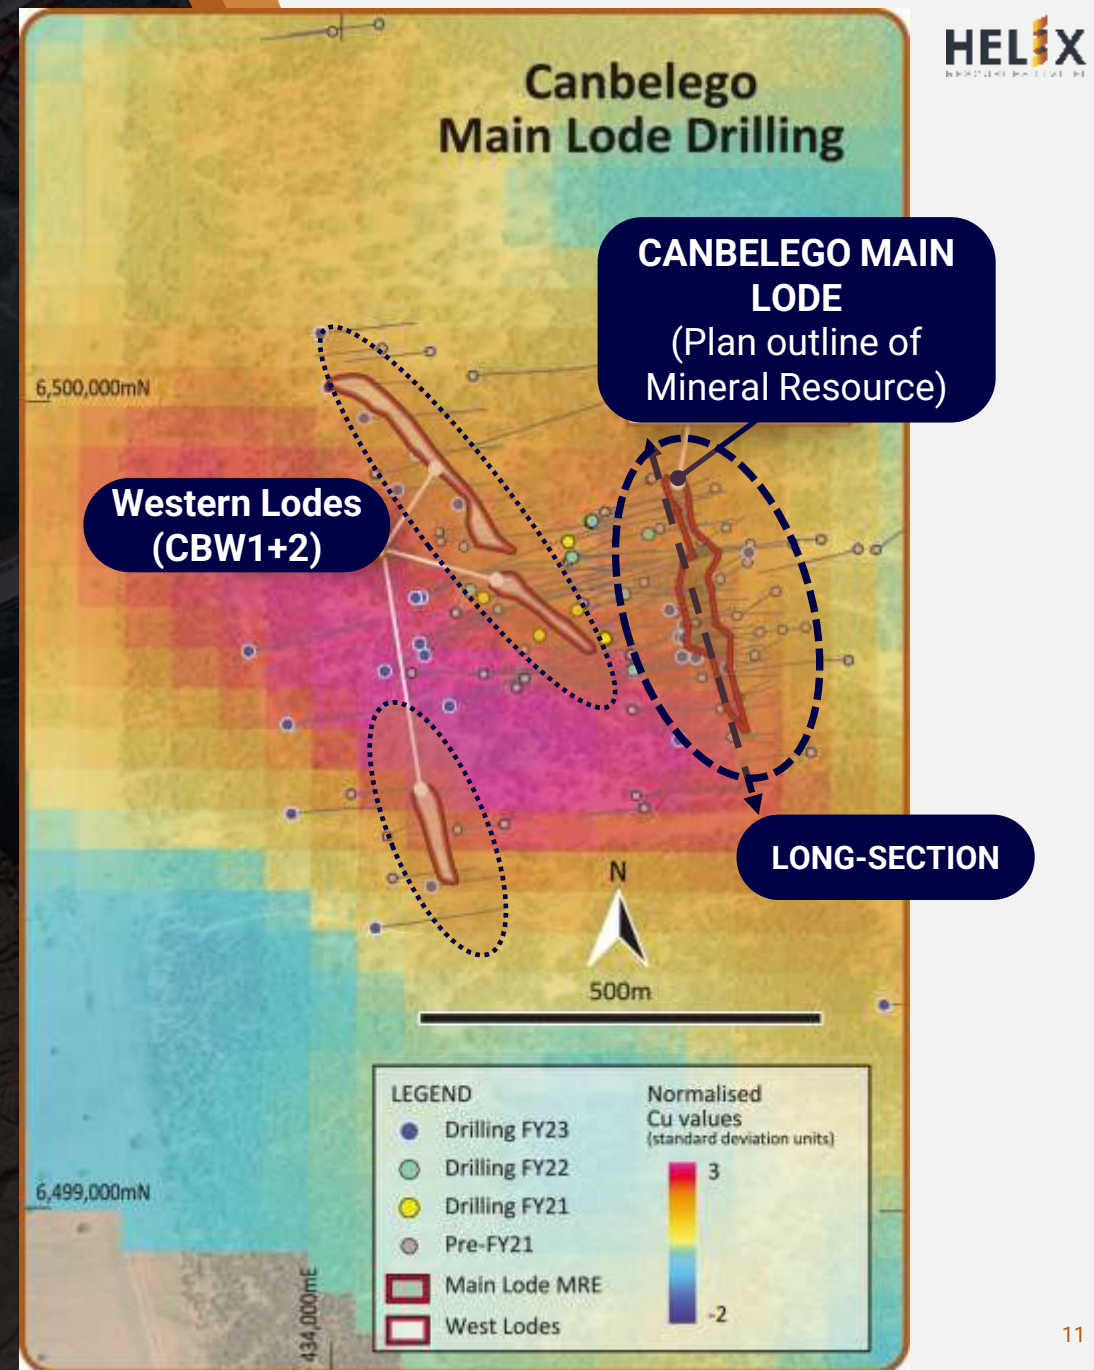 HELIX
Canbelego
Main Lode Drilling
CANBELEGO MAIN
LODE
(Plan outline of
Mineral Resource)
6,500,000mN
Western Lodes
(CBW1+2)
LONG-SECTION
N
500m
LEGEND
Drilling FY23
Drilling FY22
Drilling FY21
Pre-FY21
Main Lode MRE
West Lodes
Normalised
Cu values
(standard deviation units)
3
-2
6,499,000mN
434,000mE
11